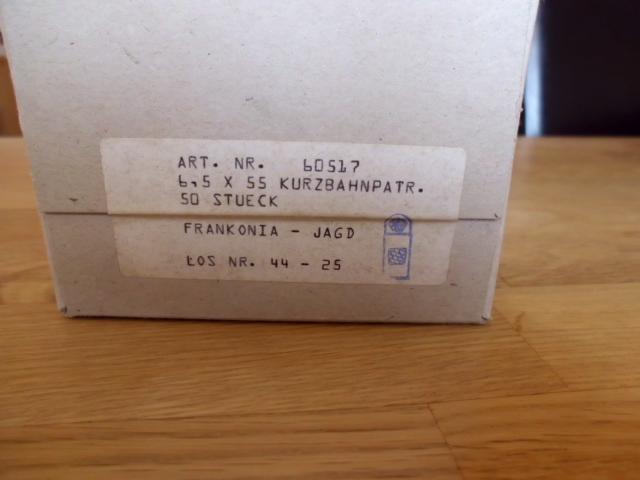 ART. NR. 60517
6,5 X 55 KURZBAHNPATR.
50 STUECK
FRANKONIA - JAGD
LOS NR. 44 - 25